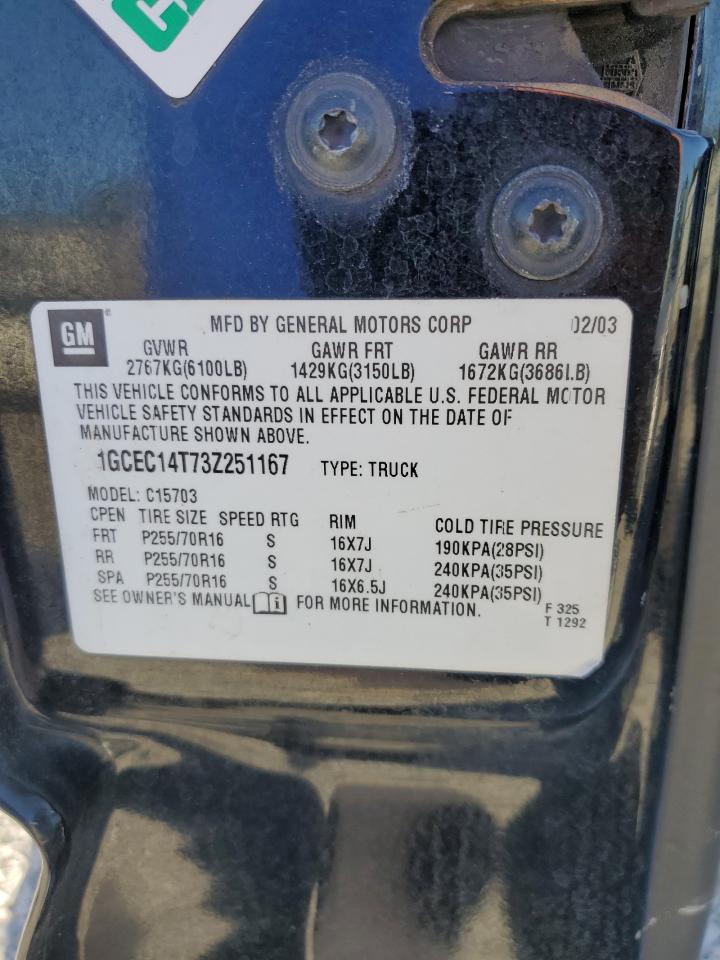 GM
MFD BY GENERAL MOTORS CORP 02/03
GVWR GAWR FRT GAWR RR
2767KG(6100LB) 1429KG(3150LB) 1672KG(3686LB)
THIS VEHICLE CONFORMS TO ALL APPLICABLE U.S. FEDERAL MOTOR
VEHICLE SAFETY STANDARDS IN EFFECT ON THE DATE OF
MANUFACTURE SHOWN ABOVE.
1GCEC14T73Z251167 TYPE: TRUCK
MODEL: C15703
CPEN TIRE SIZE SPEED RTG RIM COLD TIRE PRESSURE
FRT P255/70R16 S 16X7J 190KPA(28PSI)
RR P255/70R16 S 16X7J 240KPA(35PSI)
SPA P255/70R16 S 16X6.5J 240KPA(35PSI)
SEE OWNER'S MANUAL i FOR MORE INFORMATION.
F 325
T 1292